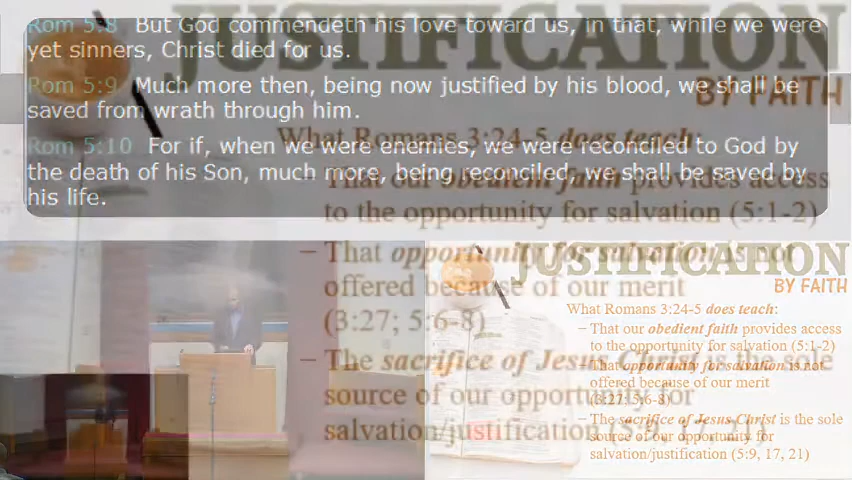 Rom 5:8 But God commendeth his love toward us, in that, while we were
yet sinners, Christ died for us.
Rom 5:9 Much more then, being now justified by his blood, we shall be
saved from wrath through him.
Rom 5:10 For if, when we were enemies, we were reconciled to God by
the death of his Son, much more, being reconciled, we shall be saved by
his life.
JUSTIFICATION
BY FAITH
What Romans 3:24-5 does teach:
– That our obedient faith provides access
to the opportunity for salvation (5:1-2)
– That opportunity for salvation is not
offered because of our merit
(3:27; 5:6-8)
– The sacrifice of Jesus Christ is the sole
source of our opportunity for
salvation/justification (5:9, 17, 21)
JUSTIFICATION
BY FAITH
What Romans 3:24-5 does teach:
– That our obedient faith provides access
to the opportunity for salvation (5:1-2)
– That opportunity for salvation is not
offered because of our merit
(3:27; 5:6-8)
– The sacrifice of Jesus Christ is the sole
source of our opportunity for
salvation/justification (5:9, 17, 21)